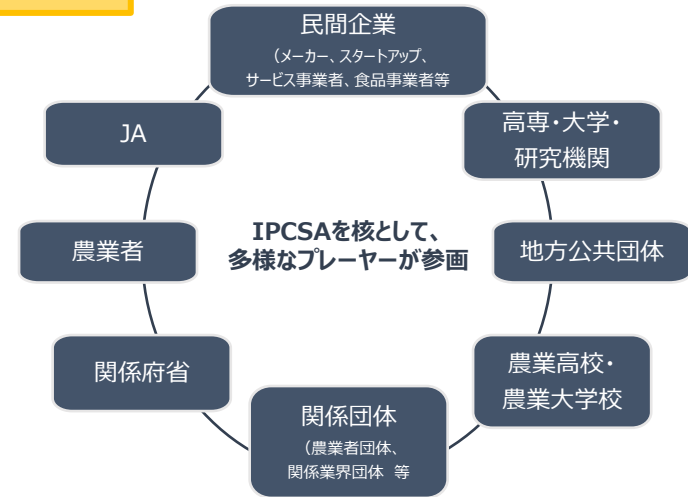 民間企業
（メーカー、スタートアップ、
サービス事業者、食品事業者等
高専・大学・
研究機関
地方公共団体
農業高校・
農業大学校
関係団体
（農業者団体、
関係業界団体 等
関係府省
農業者
JA
IPCSAを核として、
多様なプレーヤーが参画